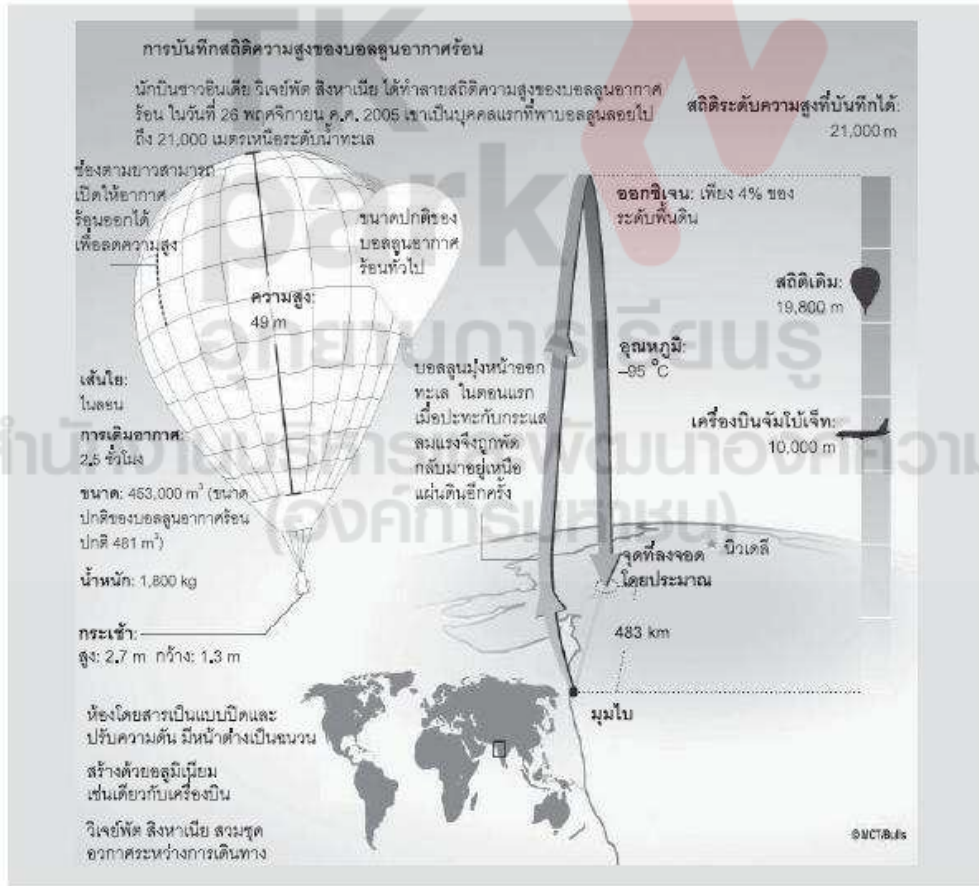 การบันทึกสถิติความสูงของบอลลูนอากาศร้อน
นักบินชาวอินเดีย วิเจย์พัต สิงหาเนีย ได้ทำลายสถิติความสูงของบอลลูนอากาศ
ร้อน ในวันที่ 26 พฤศจิกายน ค.ศ. 2005 เขาเป็นบุคคลแรกที่พาบอลลูนลอยไป
ถึง 21,000 เมตรเหนือระดับน้ำทะเล
สถิติระดับความสูงที่บันทึกได้:
21,000 m
ช่องตามยาวสามารถ
เปิดให้อากาศ
ร้อนออกได้
เพื่อลดความสูง
ขนาดปกติของ
บอลลูนอากาศ
ร้อนทั่วไป
ความสูง:
49 m
ออกซิเจน: เพียง 4% ของ
ระดับพื้นดิน
สถิติเดิม:
19,800 m
อุณหภูมิ:
–95 °C
เครื่องบินจัมโบ้เจ็ท:
10,000 m
บอลลูนมุ่งหน้าออก
ทะเล ในตอนแรก
เมื่อปะทะกับกระแส
ลมแรงจึงถูกพัด
กลับมาอยู่เหนือ
แผ่นดินอีกครั้ง
เส้นใย:
ไนลอน
การเติมอากาศ:
2.5 ชั่วโมง
ขนาด: 453,000 m³ (ขนาด
ปกติของบอลลูนอากาศร้อน
ปกติ 481 m³)
น้ำหนัก: 1,800 kg
กระเช้า:
สูง: 2.7 m กว้าง: 1.3 m
นิวเดลี
จุดที่ลงจอด
โดยประมาณ
483 km
มุมไบ
ห้องโดยสารเป็นแบบปิดและ
ปรับความดัน มีหน้าต่างเป็นฉนวน
สร้างด้วยอลูมิเนียม
เช่นเดียวกับเครื่องบิน
วิเจย์พัต สิงหาเนีย สวมชุด
อวกาศระหว่างการเดินทาง
©MCT/Bulls
TK
park
อุทยานการเรียนรู้
(องค์การมหาชน)